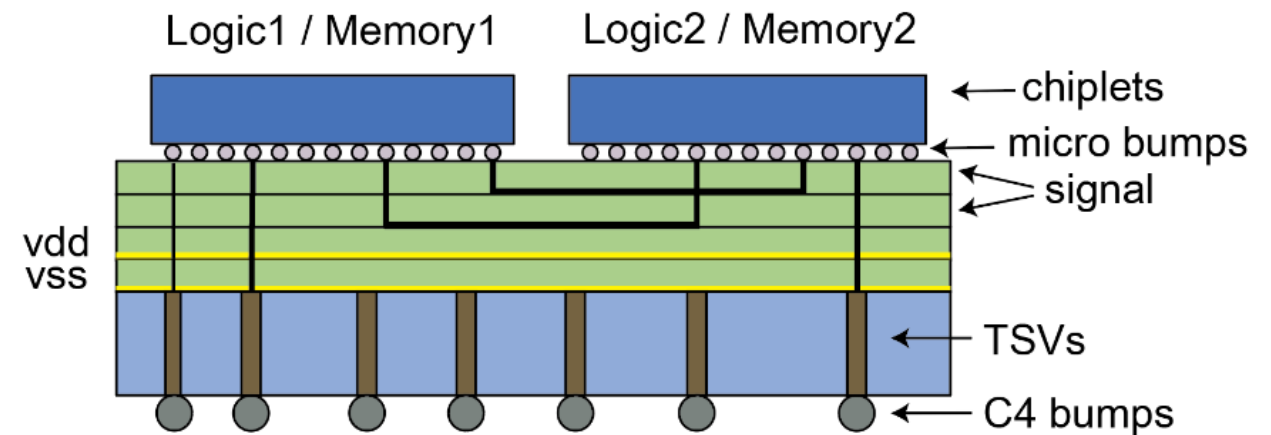 Logic1 / Memory1
Logic2 / Memory2
chiplets
micro bumps
signal
vdd
vss
TSVs
C4 bumps